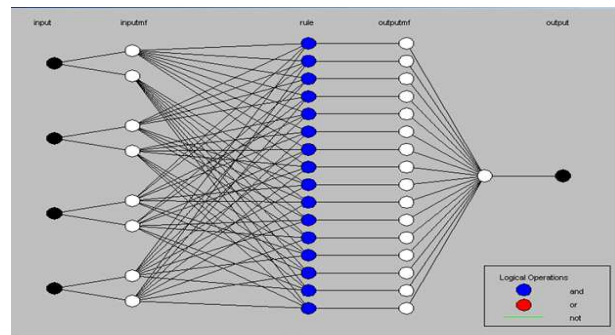 input inputmf rule outputmf output
Logical Operations
and
or
not